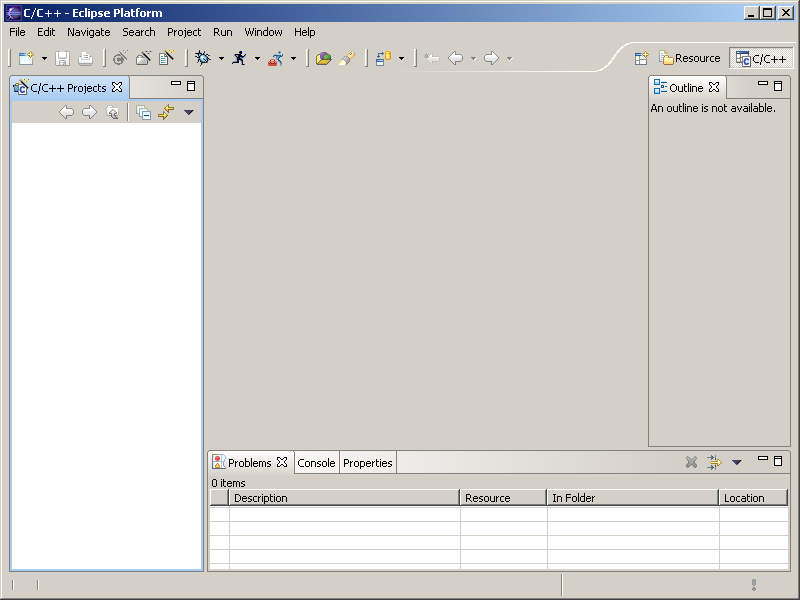 C/C++ - Eclipse Platform
File Edit Navigate Search Project Run Window Help
Resource C/C++
C/C++ Projects
Outline
An outline is not available.
Problems Console Properties
0 items
Description Resource In Folder Location